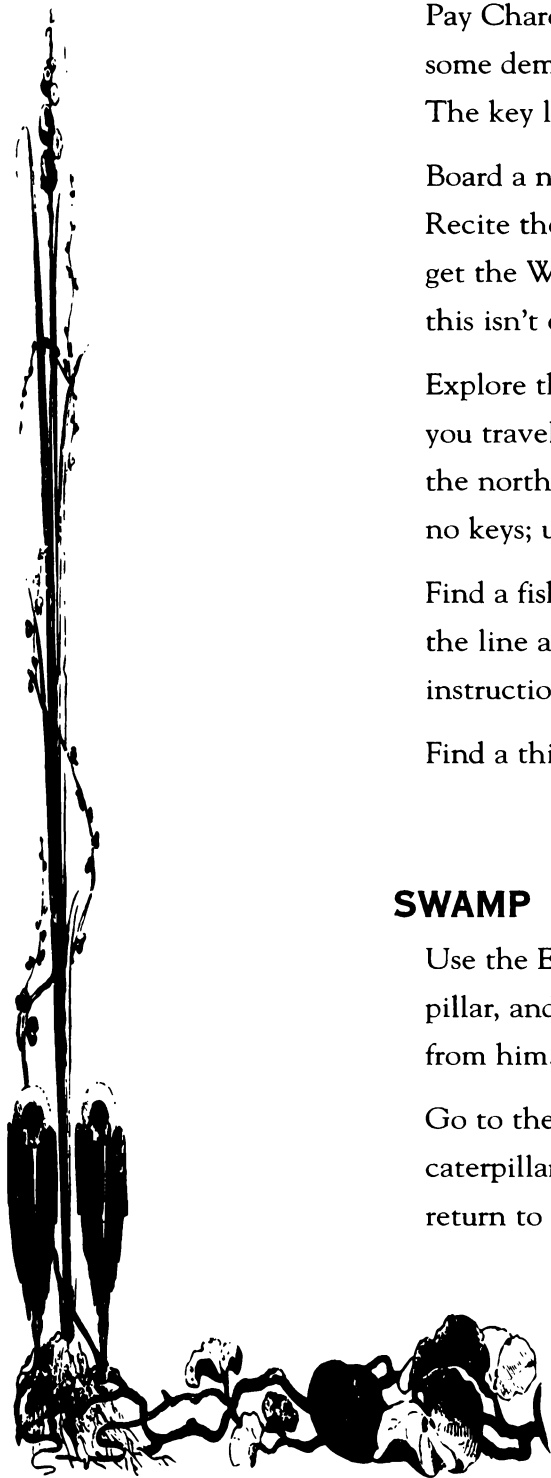 Pay Char
some dem
The key l
Board a n
Recite the
get the W
this isn't
Explore th
you travel
the north
no keys; u
Find a fis
the line a
instructio
Find a thi
SWAMP
Use the E
pillar, and
from him.
Go to the
caterpillar
return to